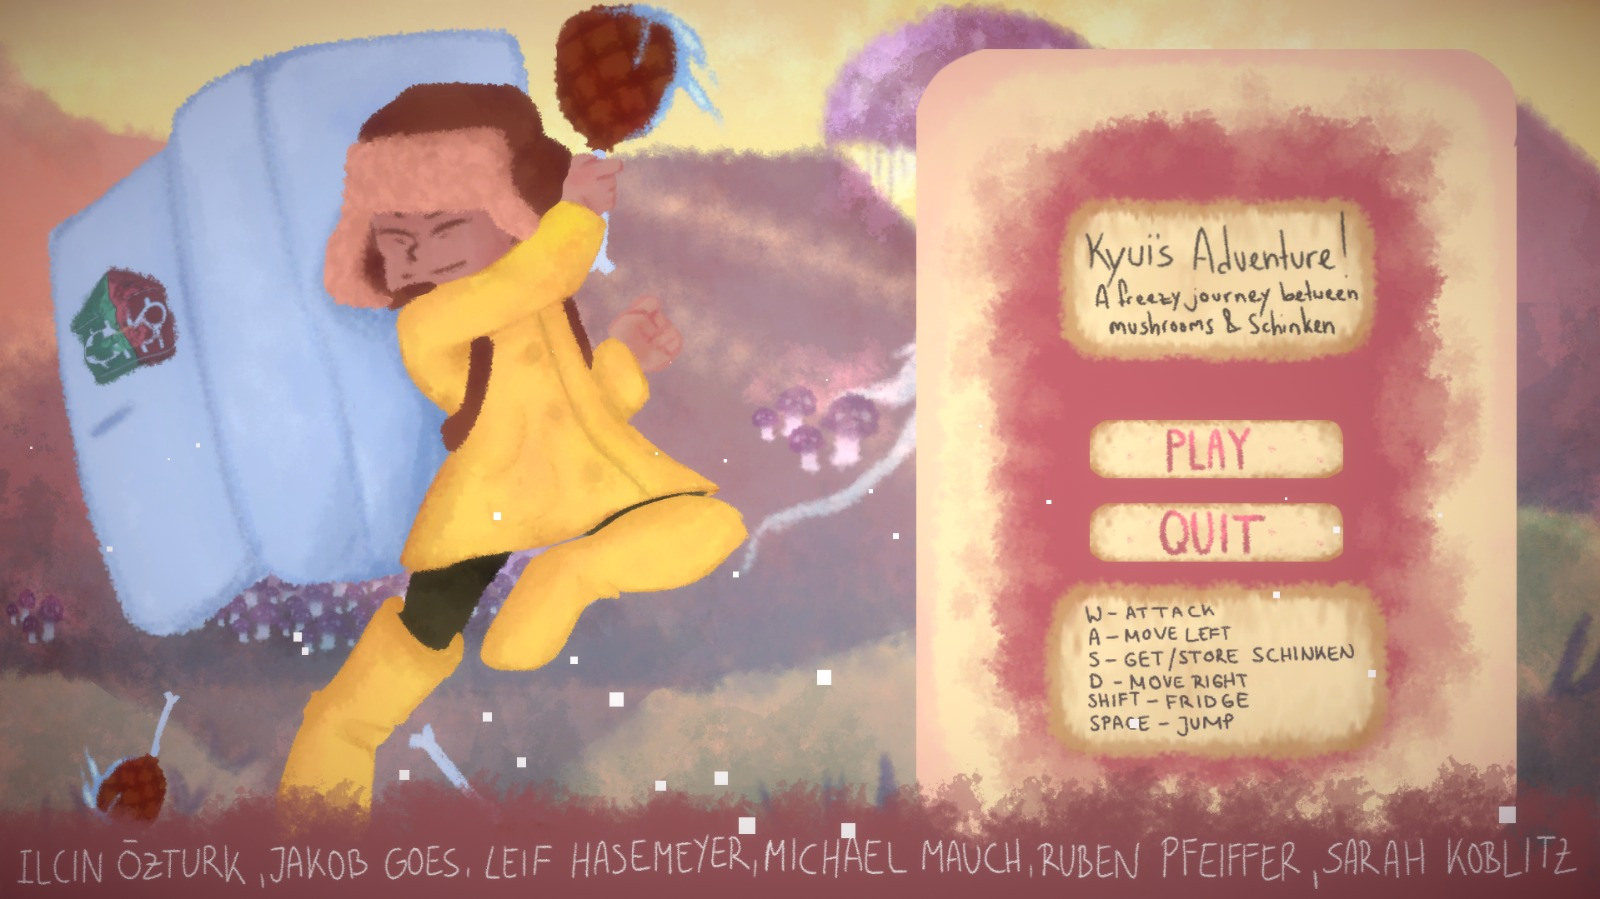 Kyuïs Adventure!
A freezy journey between
mushrooms & Schinken
PLAY
QUIT
W - ATTACK
A - MOVE LEFT
S - GET/STORE SCHINKEN
D - MOVE RIGHT
SHIFT - FRIDGE
SPACE - JUMP
ILCIN ÖZTURK, JAKOB GOES, LEIF HASEMEYER, MICHAEL MAUCH, RUBEN PFEIFFER, SARAH KOBLITZ